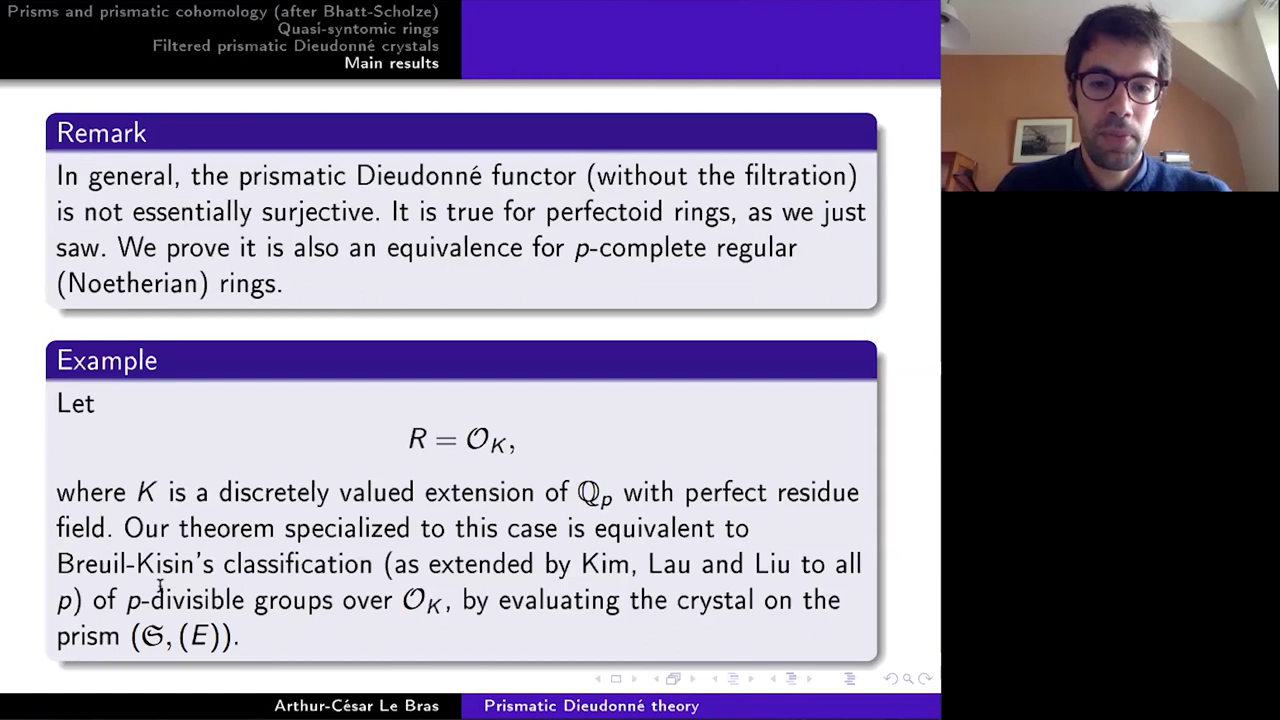 Prisms and prismatic cohomology (after Bhatt-Scholze)
Quasi-syntomic rings
Filtered prismatic Dieudonné crystals
Main results
Remark
In general, the prismatic Dieudonné functor (without the filtration)
is not essentially surjective. It is true for perfectoid rings, as we just
saw. We prove it is also an equivalence for p-complete regular
(Noetherian) rings.
Example
Let
R = 𝒪_K,
where K is a discretely valued extension of ℚ_p with perfect residue
field. Our theorem specialized to this case is equivalent to
Breuil-Kisin's classification (as extended by Kim, Lau and Liu to all
p) of p-divisible groups over 𝒪_K, by evaluating the crystal on the
prism (𝔖, (E)).
Arthur-César Le Bras
Prismatic Dieudonné theory